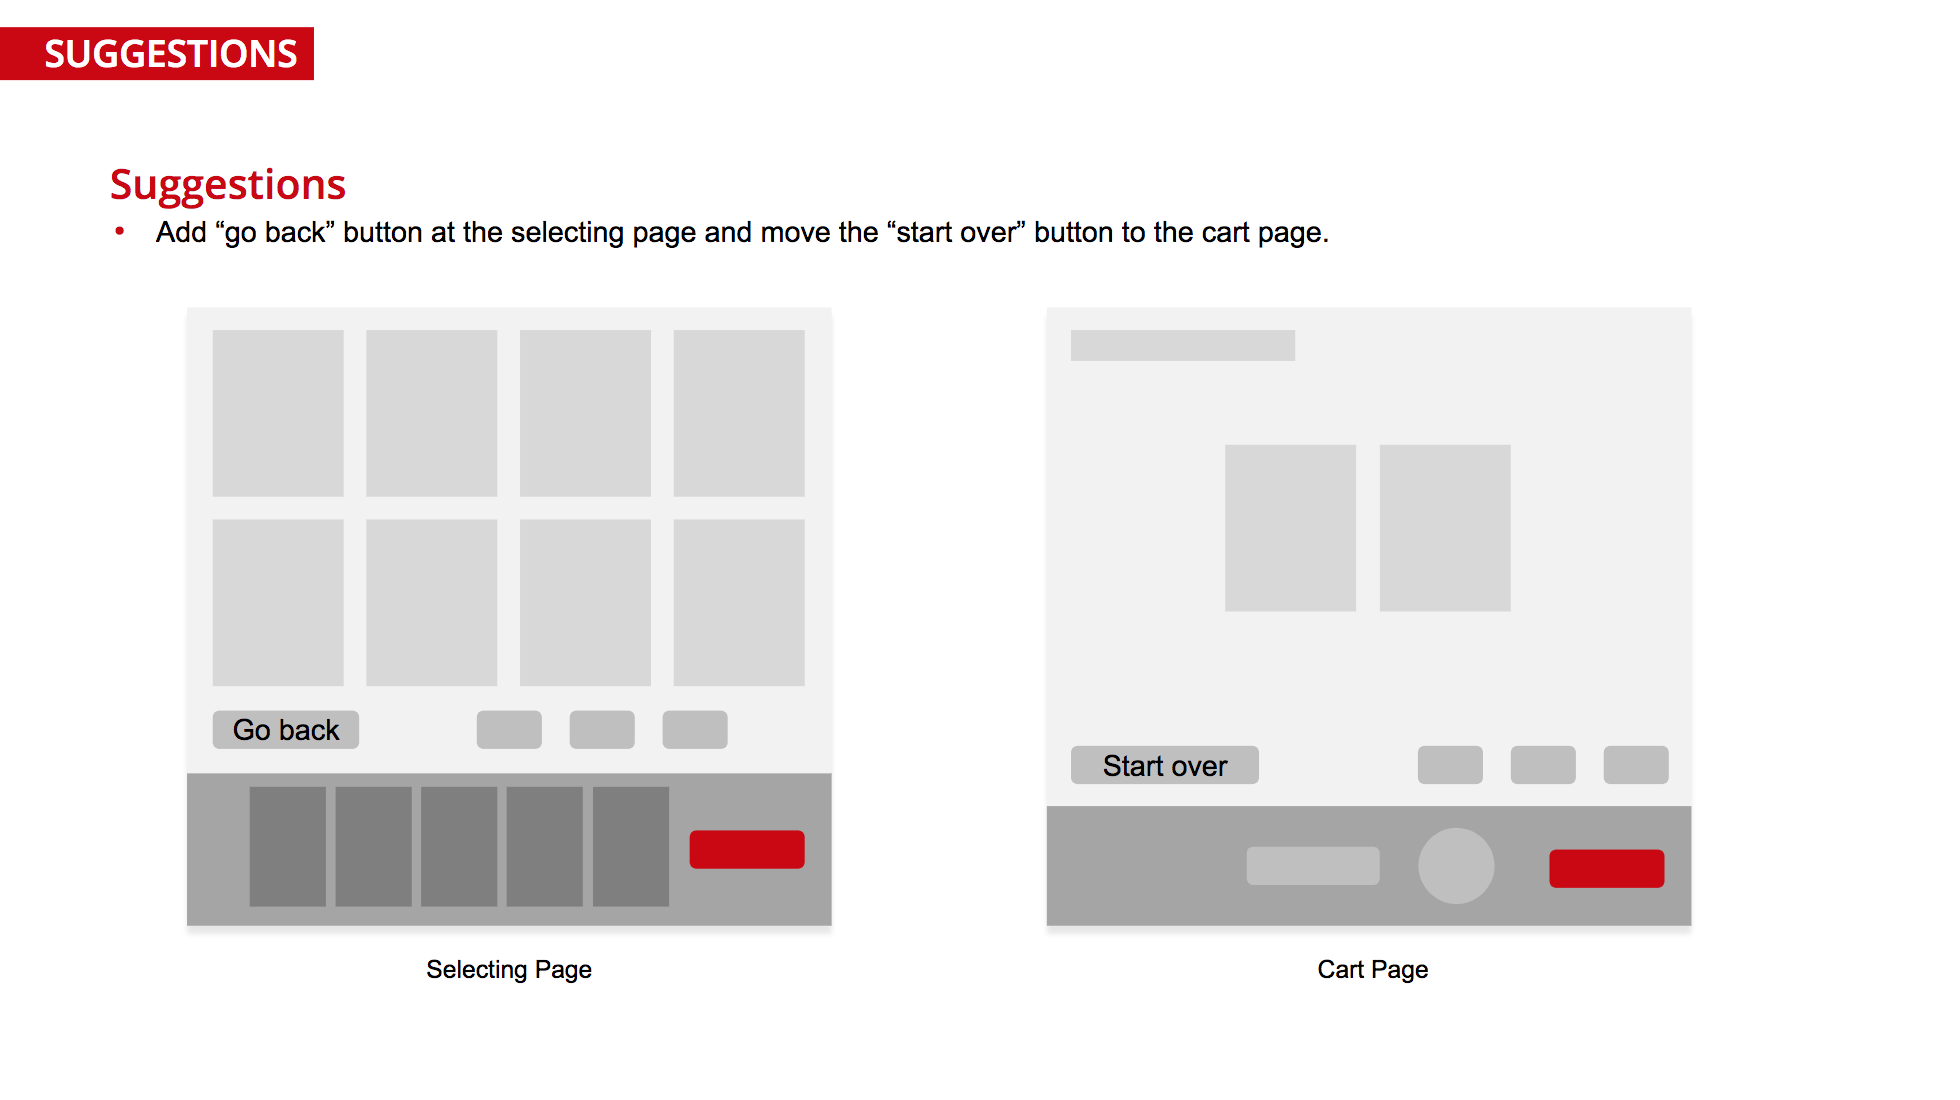 SUGGESTIONS
Suggestions
• Add “go back” button at the selecting page and move the “start over” button to the cart page.
Go back
Start over
Selecting Page
Cart Page